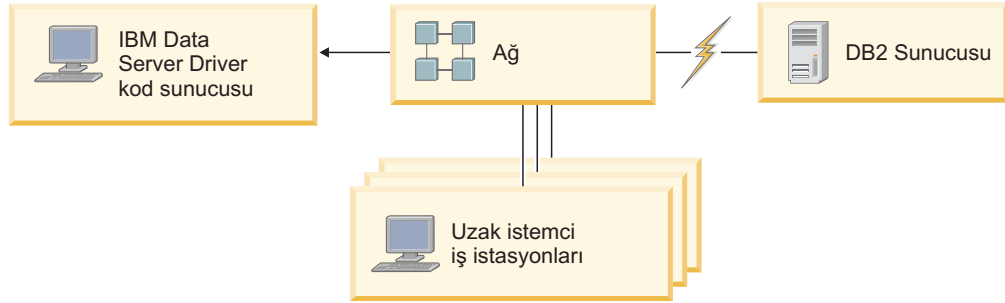 IBM Data
Server Driver
kod sunucusu
Ağ
DB2 Sunucusu
Uzak istemci
iş istasyonları